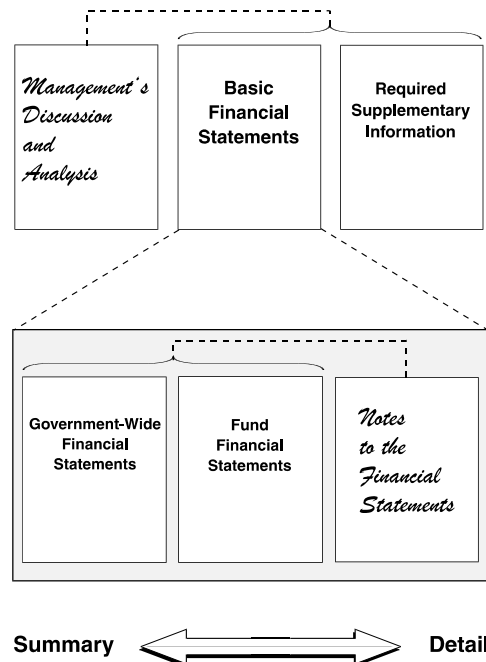 Management's
Discussion
and
Analysis
Basic
Financial
Statements
Required
Supplementary
Information
Government-Wide
Financial
Statements
Fund
Financial
Statements
Notes
to the
Financial
Statements
Summary
Detail